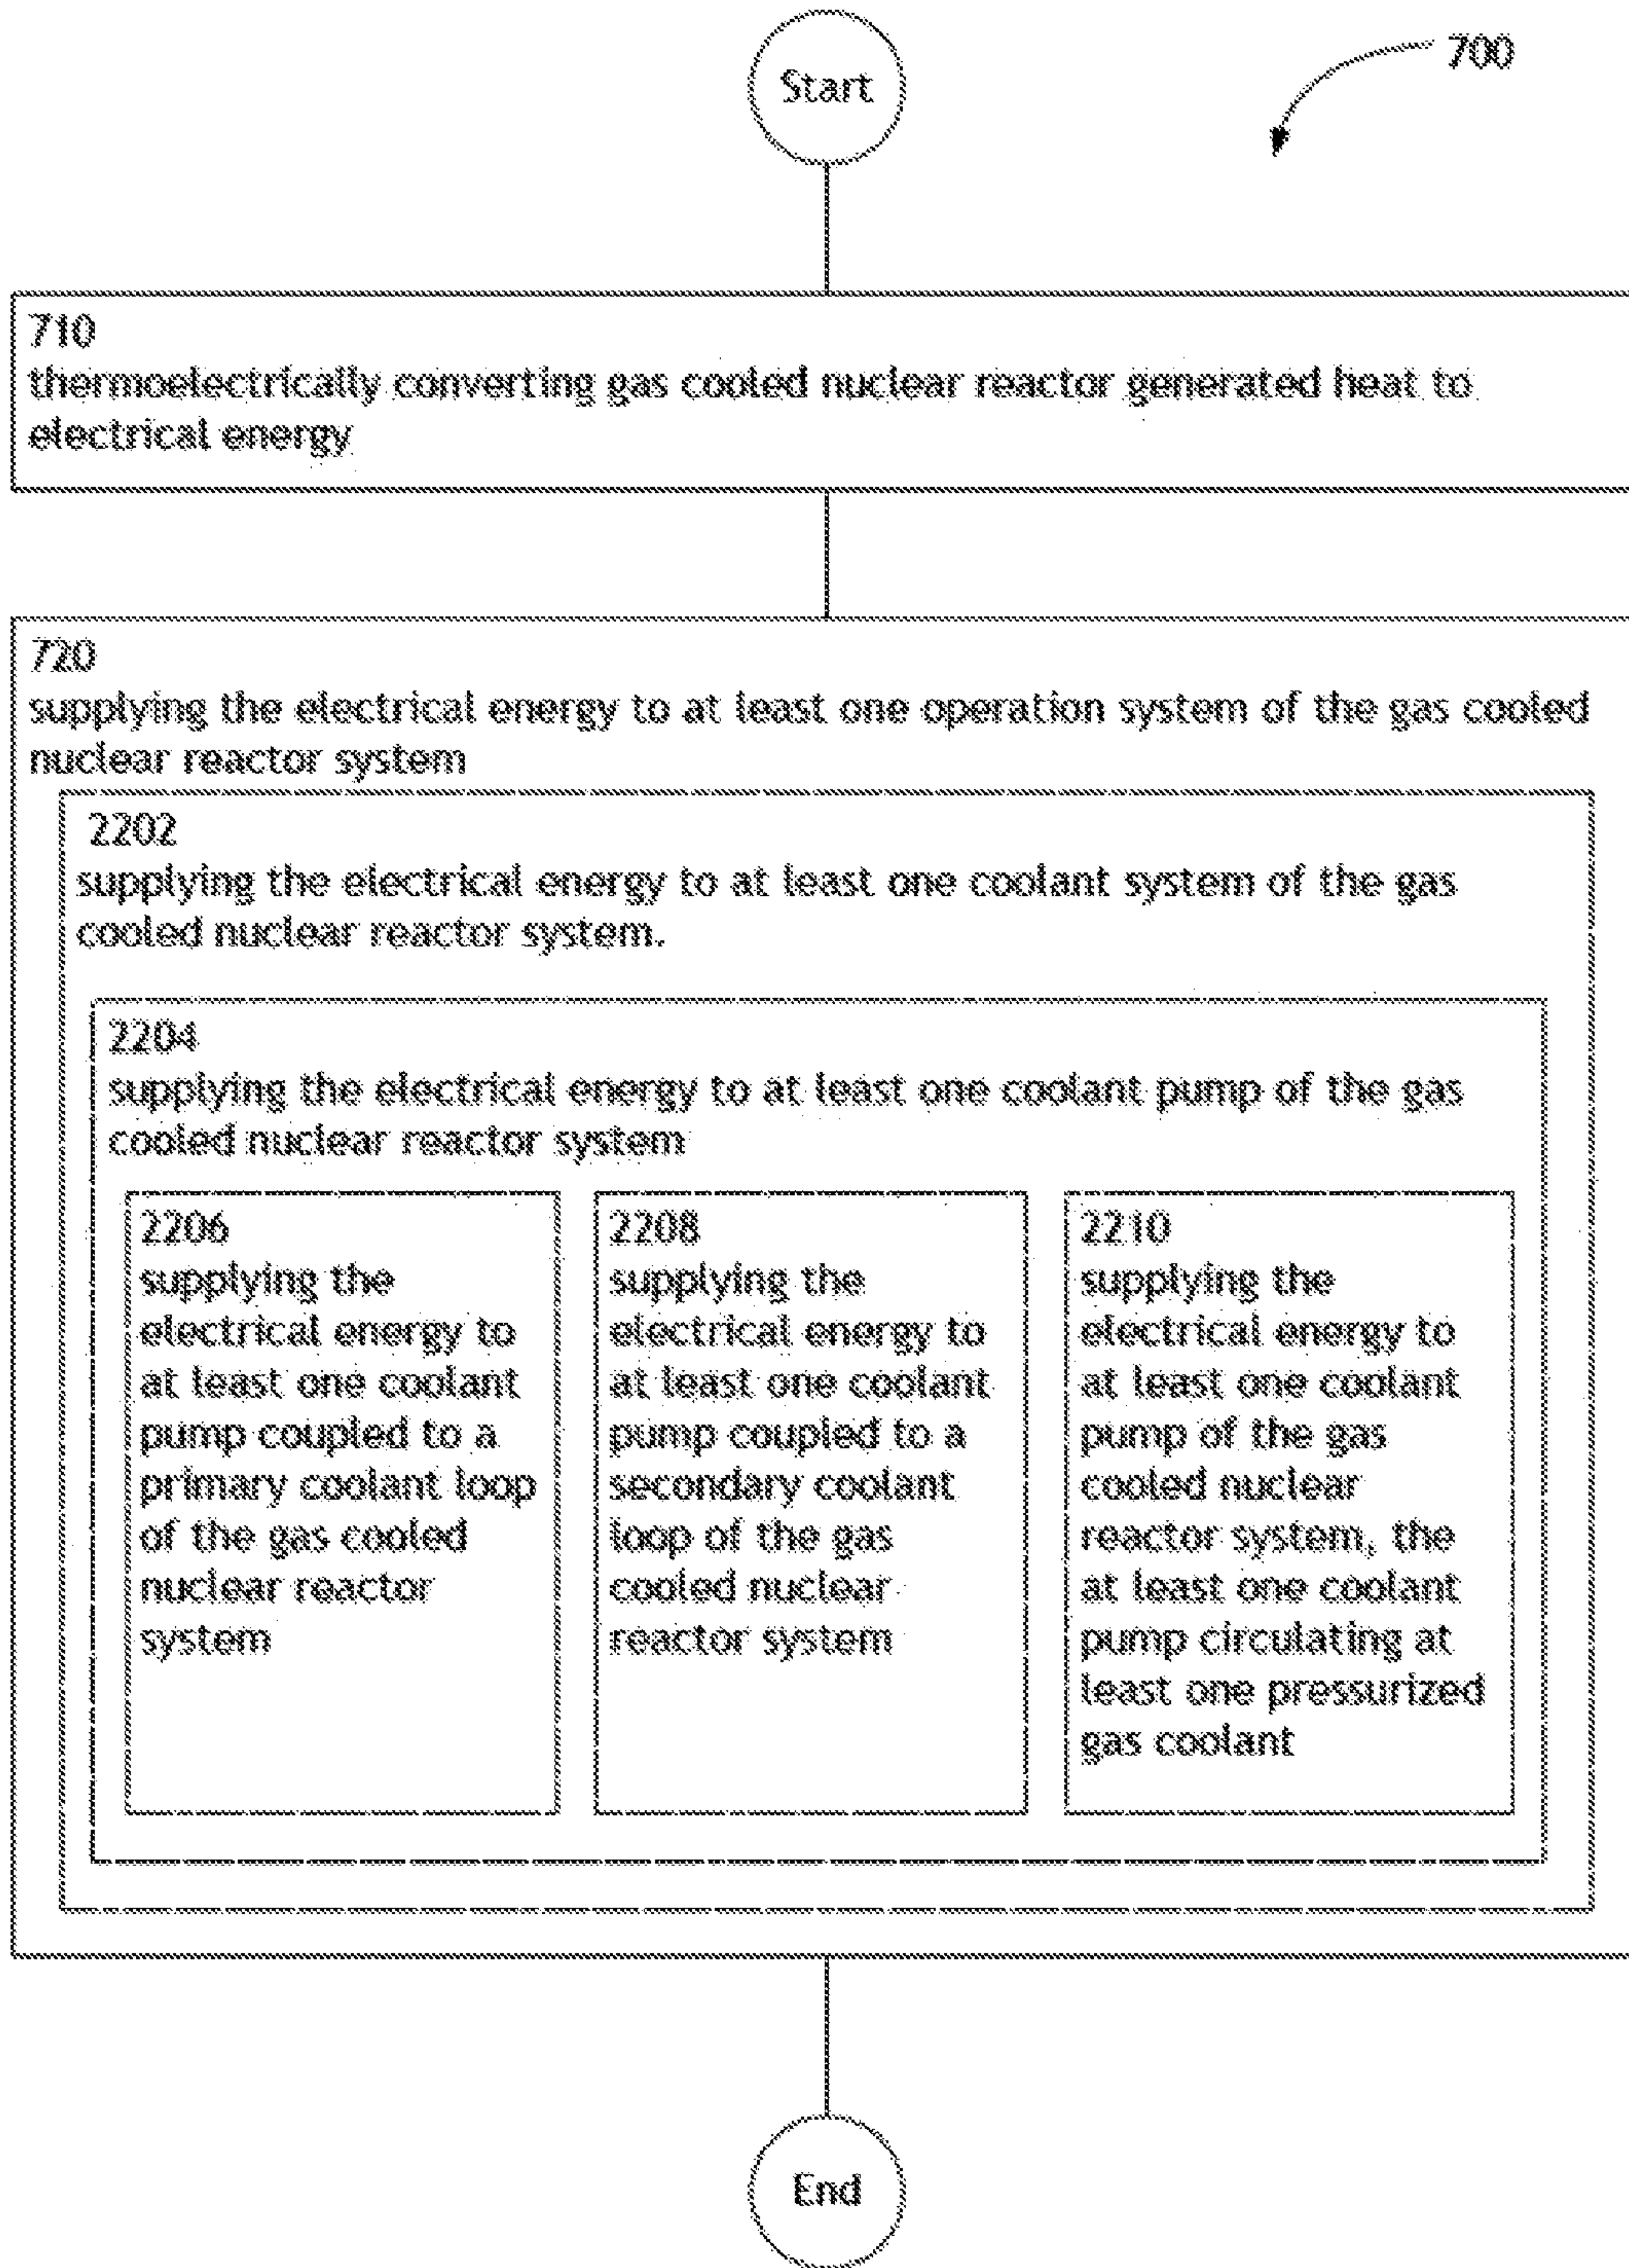 Start
700
710
thermoelectrically converting gas cooled nuclear reactor generated heat to
electrical energy
720
supplying the electrical energy to at least one operation system of the gas cooled
nuclear reactor system
2202
supplying the electrical energy to at least one coolant system of the gas
cooled nuclear reactor system.
2204
supplying the electrical energy to at least one coolant pump of the gas
cooled nuclear reactor system
2206
supplying the
electrical energy to
at least one coolant
pump coupled to a
primary coolant loop
of the gas cooled
nuclear reactor
system
2208
supplying the
electrical energy to
at least one coolant
pump coupled to a
secondary coolant
loop of the gas
cooled nuclear
reactor system
2210
supplying the
electrical energy to
at least one coolant
pump of the gas
cooled nuclear
reactor system, the
at least one coolant
pump circulating at
least one pressurized
gas coolant
End